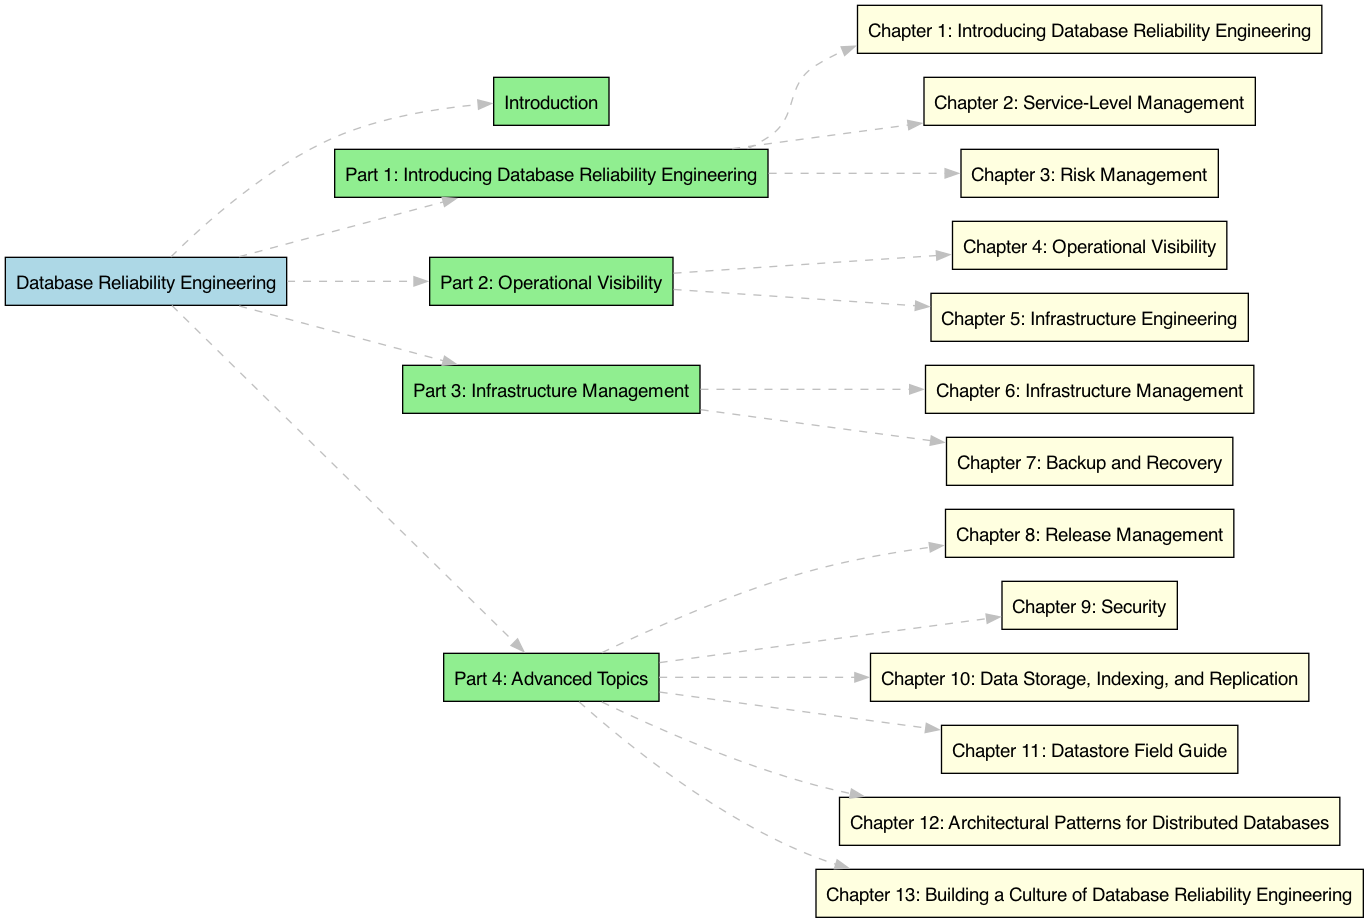 Database Reliability Engineering
Introduction
Part 1: Introducing Database Reliability Engineering
Chapter 1: Introducing Database Reliability Engineering
Chapter 2: Service-Level Management
Chapter 3: Risk Management
Part 2: Operational Visibility
Chapter 4: Operational Visibility
Chapter 5: Infrastructure Engineering
Part 3: Infrastructure Management
Chapter 6: Infrastructure Management
Chapter 7: Backup and Recovery
Part 4: Advanced Topics
Chapter 8: Release Management
Chapter 9: Security
Chapter 10: Data Storage, Indexing, and Replication
Chapter 11: Datastore Field Guide
Chapter 12: Architectural Patterns for Distributed Databases
Chapter 13: Building a Culture of Database Reliability Engineering